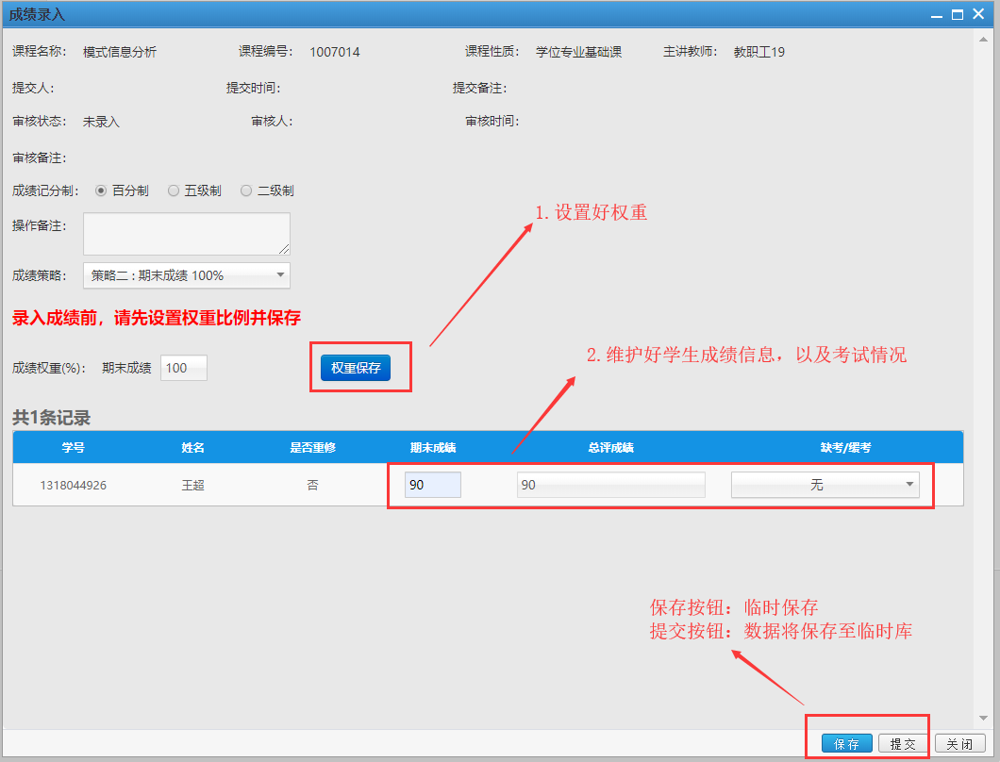 成绩录入
课程名称： 模式信息分析 课程编号： 1007014 课程性质： 学位专业基础课 主讲教师： 教职工19
提交人： 提交时间： 提交备注：
审核状态： 未录入 审核人： 审核时间：
审核备注：
成绩记分制： 百分制 五级制 二级制
1.设置好权重
操作备注：
成绩策略： 策略二 : 期末成绩 100%
录入成绩前，请先设置权重比例并保存
2.维护好学生成绩信息，以及考试情况
成绩权重(%)： 期末成绩 100 权重保存
共1条记录
学号 姓名 是否重修 期末成绩 总评成绩 缺考/缓考
1318044926 王超 否 90 90 无
保存按钮：临时保存
提交按钮：数据将保存至临时库
保存 提交 关闭